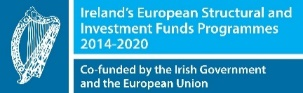 Ireland's European Structural and
Investment Funds Programmes
2014-2020
Co-funded by the Irish Government
and the European Union